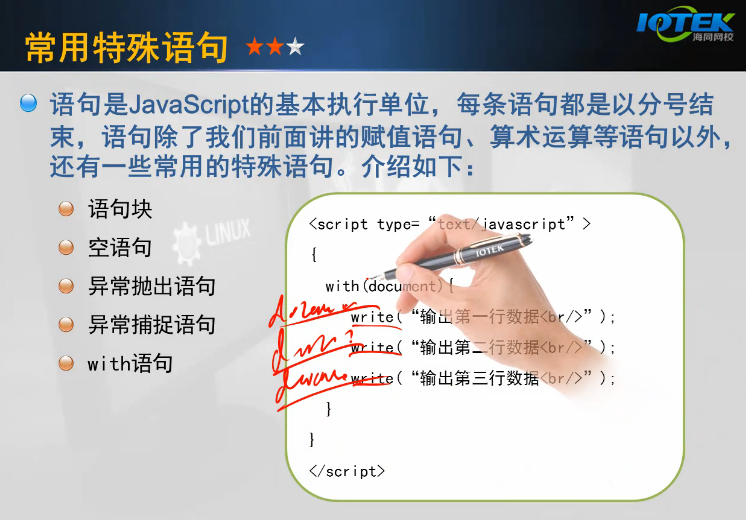 IOTEK
海同网校
常用特殊语句
语句是JavaScript的基本执行单位，每条语句都是以分号结
束，语句除了我们前面讲的赋值语句、算术运算等语句以外，
还有一些常用的特殊语句。介绍如下：
语句块
空语句
异常抛出语句
异常捕捉语句
with语句
LINUX
<script type=“text/javascript”>
{
with(document){
write(“输出第一行数据<br/>”);
write(“输出第二行数据<br/>”);
write(“输出第三行数据<br/>”);
}
}
</script>
IOTEK